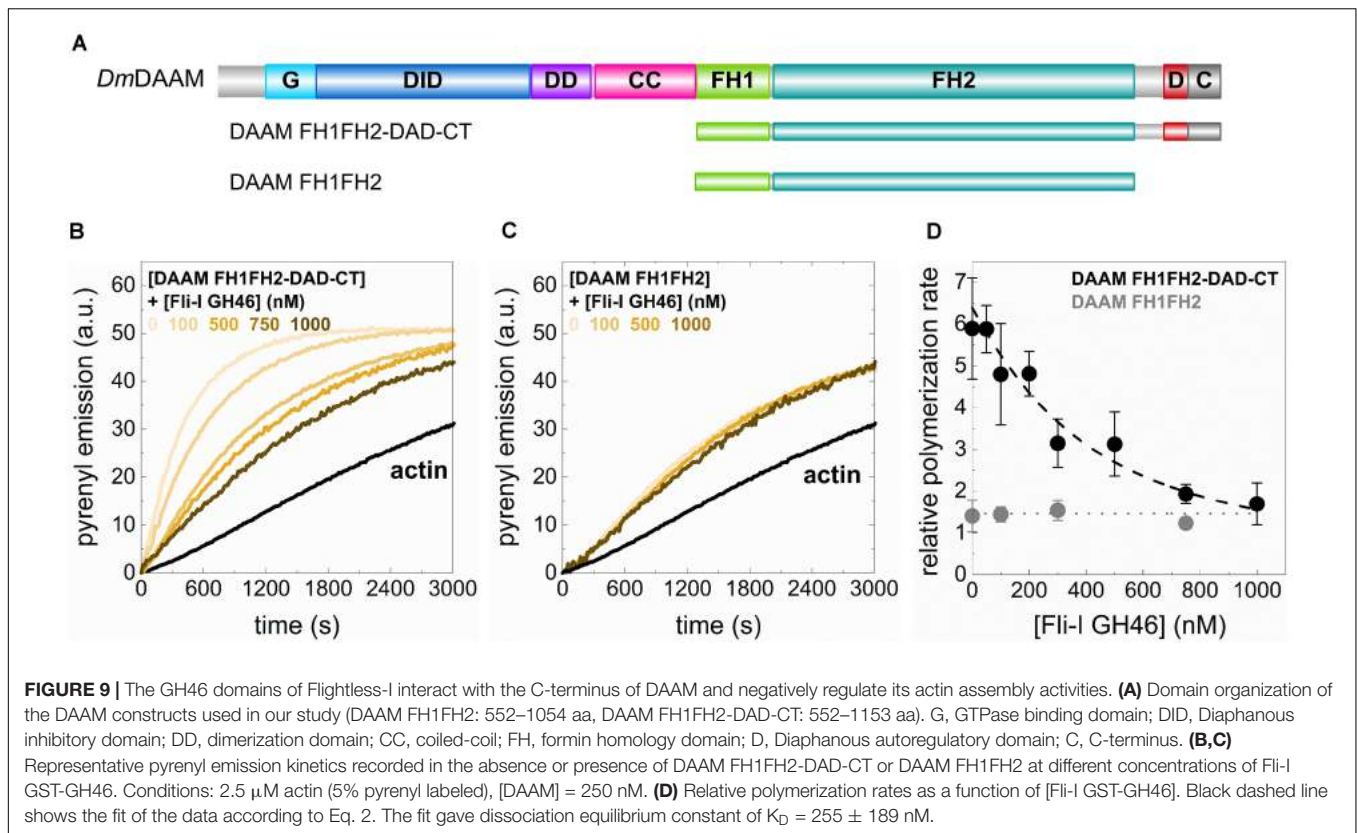 A
DmDAAM
G DID DD CC FH1 FH2 D C
DAAM FH1FH2-DAD-CT
DAAM FH1FH2
B
60
50
40
30
20
10
0
pyrenyl emission (a.u.)
[DAAM FH1FH2-DAD-CT]
+ [Fli-I GH46] (nM)
0 100 500 750 1000
actin
0 600 1200 1800 2400 3000
time (s)
C
60
50
40
30
20
10
0
pyrenyl emission (a.u.)
[DAAM FH1FH2]
+ [Fli-I GH46] (nM)
0 100 500 1000
actin
0 600 1200 1800 2400 3000
time (s)
D
7
6
5
4
3
2
1
0
relative polymerization rate
DAAM FH1FH2-DAD-CT
DAAM FH1FH2
0 200 400 600 800 1000
[Fli-I GH46] (nM)
FIGURE 9 | The GH46 domains of Flightless-I interact with the C-terminus of DAAM and negatively regulate its actin assembly activities. (A) Domain organization of
the DAAM constructs used in our study (DAAM FH1FH2: 552–1054 aa, DAAM FH1FH2-DAD-CT: 552–1153 aa). G, GTPase binding domain; DID, Diaphanous
inhibitory domain; DD, dimerization domain; CC, coiled-coil; FH, formin homology domain; D, Diaphanous autoregulatory domain; C, C-terminus. (B,C)
Representative pyrenyl emission kinetics recorded in the absence or presence of DAAM FH1FH2-DAD-CT or DAAM FH1FH2 at different concentrations of Fli-I
GST-GH46. Conditions: 2.5 μM actin (5% pyrenyl labeled), [DAAM] = 250 nM. (D) Relative polymerization rates as a function of [Fli-I GST-GH46]. Black dashed line
shows the fit of the data according to Eq. 2. The fit gave dissociation equilibrium constant of KD = 255 ± 189 nM.